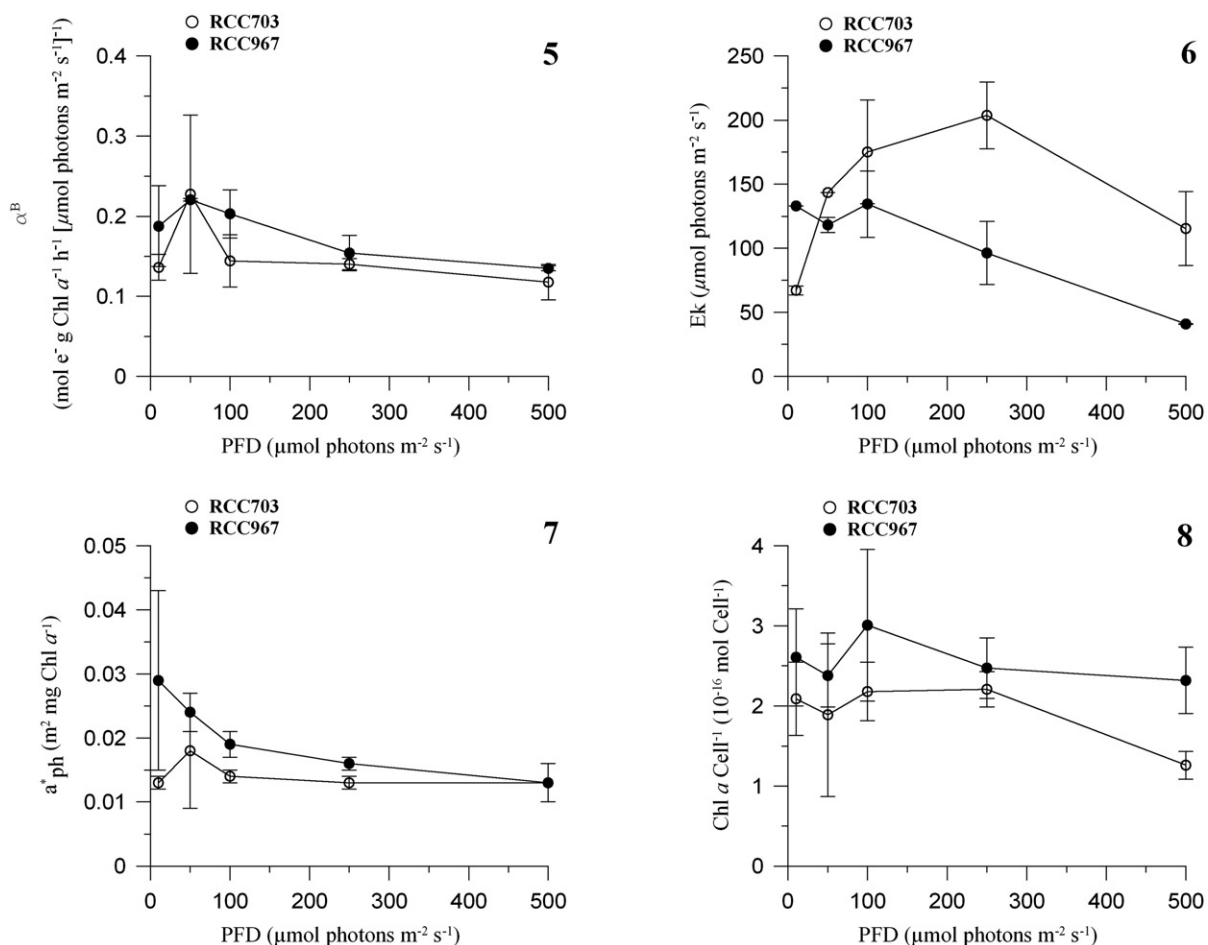 RCC703
RCC967
5
0.4
0.3
0.2
0.1
0
0 100 200 300 400 500
PFD (µmol photons m⁻² s⁻¹)
αᴮ
(mol e⁻ g Chl a⁻¹ h⁻¹ [µmol photons m⁻² s⁻¹]⁻¹)
RCC703
RCC967
6
250
200
150
100
50
0
0 100 200 300 400 500
PFD (µmol photons m⁻² s⁻¹)
Ek (µmol photons m⁻² s⁻¹)
RCC703
RCC967
7
0.05
0.04
0.03
0.02
0.01
0
0 100 200 300 400 500
PFD (µmol photons m⁻² s⁻¹)
a*ph (m² mg Chl a⁻¹)
RCC703
RCC967
8
4
3
2
1
0
0 100 200 300 400 500
PFD (µmol photons m⁻² s⁻¹)
Chl a Cell⁻¹ (10⁻¹⁶ mol Cell⁻¹)